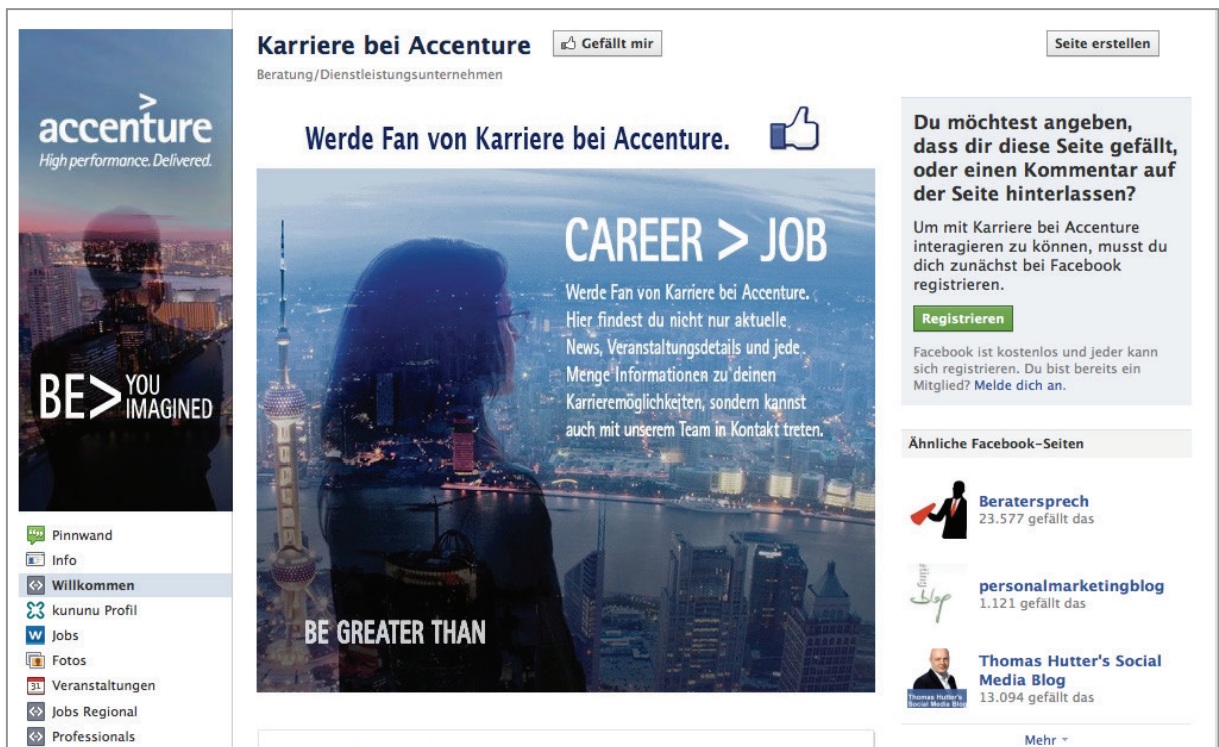 accenture
High performance. Delivered.
BE> YOU
IMAGINED
Pinnwand
Info
Willkommen
kununu Profil
Jobs
Fotos
Veranstaltungen
Jobs Regional
Professionals
Karriere bei Accenture
Gefällt mir
Beratung/Dienstleistungsunternehmen
Werde Fan von Karriere bei Accenture.
CAREER > JOB
Werde Fan von Karriere bei Accenture.
Hier findest du nicht nur aktuelle
News, Veranstaltungsdetails und jede
Menge Informationen zu deinen
Karrieremöglichkeiten, sondern kannst
auch mit unserem Team in Kontakt treten.
BE GREATER THAN
Seite erstellen
Du möchtest angeben,
dass dir diese Seite gefällt,
oder einen Kommentar auf
der Seite hinterlassen?
Um mit Karriere bei Accenture
interagieren zu können, musst du
dich zunächst bei Facebook
registrieren.
Registrieren
Facebook ist kostenlos und jeder kann
sich registrieren. Du bist bereits ein
Mitglied? Melde dich an.
Ähnliche Facebook-Seiten
Beratersprech
23.577 gefällt das
personalmarketingblog
1.121 gefällt das
Thomas Hutter's Social
Media Blog
13.094 gefällt das
Thomas Hutter's
Social Media Blog
Mehr